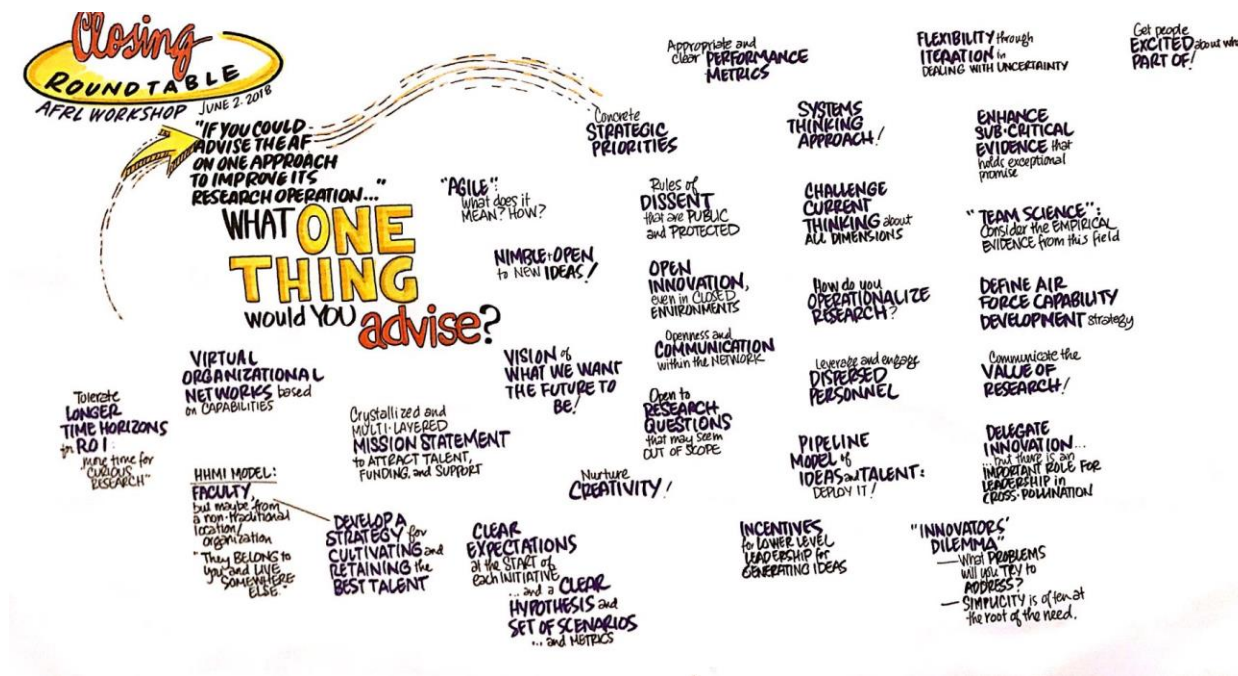 Closing
ROUNDTABLE
AFRL WORKSHOP JUNE 2. 2018
"IF YOU COULD
ADVISE THE AF
ON ONE APPROACH
TO IMPROVE ITS
RESEARCH OPERATION..."
WHAT ONE
THING
would YOU
advise?
Tolerate
LONGER
TIME HORIZONS
for R.O.I.:
more time for
"CURIOUS
RESEARCH"
VIRTUAL
ORGANIZATIONAL
NETWORKS based
on CAPABILITIES
HHMI MODEL:
FACULTY,
but maybe from
a non-traditional
location/
organization
"They BELONG to
you and LIVE
SOMEWHERE
ELSE."
DEVELOP A
STRATEGY for
CULTIVATING and
RETAINING the
BEST TALENT
Crystallized and
MULTI-LAYERED
MISSION STATEMENT
to ATTRACT TALENT,
FUNDING, and SUPPORT
"AGILE":
What does it
MEAN? HOW?
NIMBLE + OPEN
to NEW IDEAS!
VISION of
WHAT WE WANT
THE FUTURE TO
BE!
Nurture
CREATIVITY!
CLEAR
EXPECTATIONS
at the START of
each INITIATIVE
... and a CLEAR
HYPOTHESIS and
SET OF SCENARIOS
... and METRICS
Concrete
STRATEGIC
PRIORITIES
Rules of
DISSENT
that are PUBLIC
and PROTECTED
OPEN
INNOVATION,
even in CLOSED
ENVIRONMENTS
Openness and
COMMUNICATION
within the NETWORK
Open to
RESEARCH
QUESTIONS
that may seem
OUT OF SCOPE
Appropriate and
clear PERFORMANCE
METRICS
SYSTEMS
THINKING
APPROACH!
CHALLENGE
CURRENT
THINKING about
ALL DIMENSIONS
How do you
OPERATIONALIZE
RESEARCH?
Leverage and engage
DISPERSED
PERSONNEL
PIPELINE
MODEL of
IDEAS and TALENT:
DEPLOY IT!
INCENTIVES
for LOWER LEVEL
LEADERSHIP for
GENERATING IDEAS
FLEXIBILITY through
ITERATION in
DEALING WITH UNCERTAINTY
ENHANCE
SUB-CRITICAL
EVIDENCE that
holds exceptional
promise
"TEAM SCIENCE":
Consider the EMPIRICAL
EVIDENCE from this field
DEFINE AIR
FORCE CAPABILITY
DEVELOPMENT strategy
Communicate the
VALUE OF
RESEARCH!
DELEGATE
INNOVATION...
...but there is an
IMPORTANT ROLE FOR
LEADERSHIP in
CROSS-POLLINATION
"INNOVATORS'
DILEMMA"
— What PROBLEMS
will you TRY to
ADDRESS?
— SIMPLICITY is often at
the root of the need.
Get people
EXCITED about
PART OF!